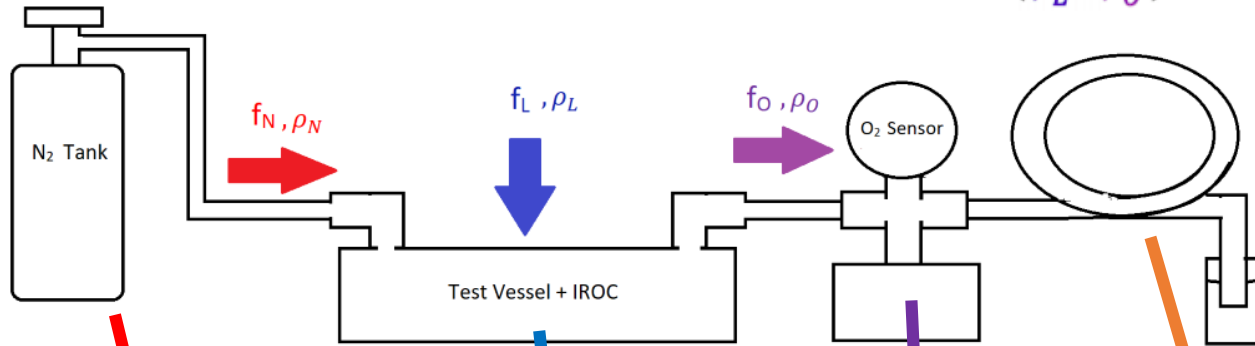 f_N , ρ_N
f_L , ρ_L
f_O , ρ_O
N₂ Tank
O₂ Sensor
Test Vessel + IROC